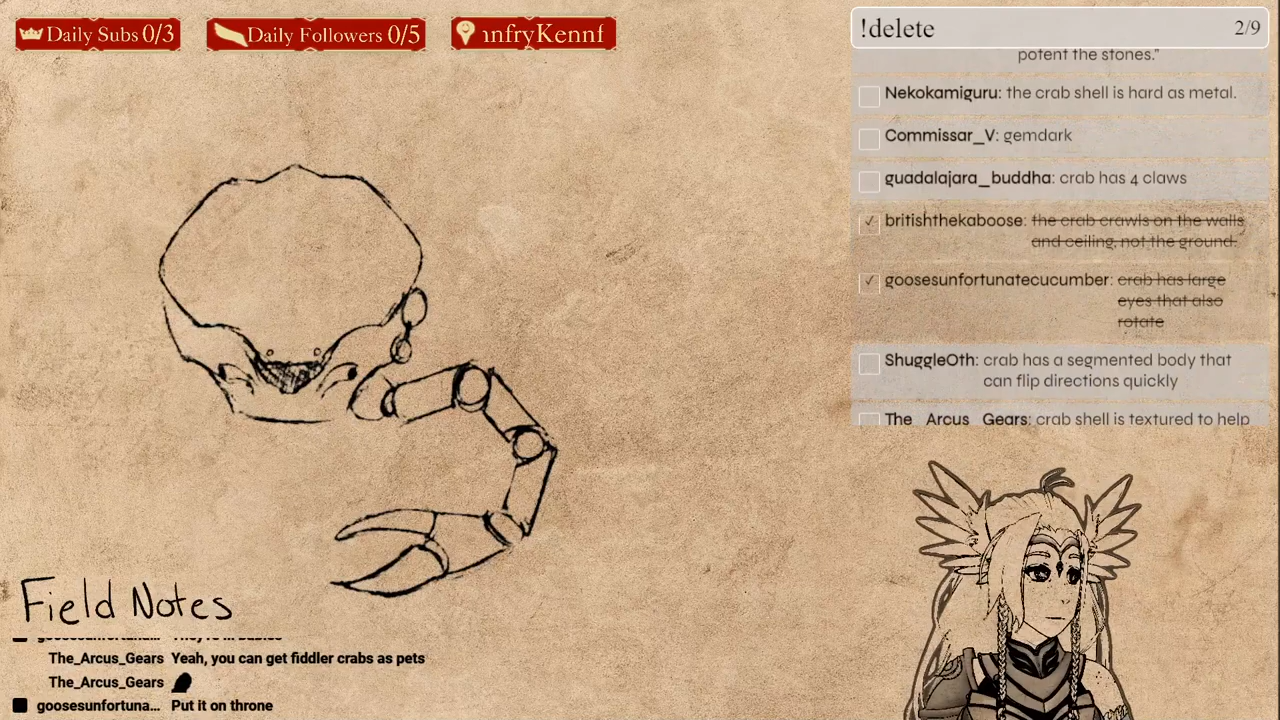 Daily Subs 0/3
Daily Followers 0/5
ınfryKennf
!delete
2/9
potent the stones."
Nekokamiguru: the crab shell is hard as metal.
Commissar_V: gemdark
guadalajara_buddha: crab has 4 claws
britishthekaboose: the crab crawls on the walls
and ceiling, not the ground.
goosesunfortunatecucumber: crab has large
eyes that also
rotate
ShuggleOth: crab has a segmented body that
can flip directions quickly
The_Arcus_Gears: crab shell is textured to help
Field Notes
The_Arcus_Gears Yeah, you can get fiddler crabs as pets
The_Arcus_Gears
goosesunfortuna... Put it on throne